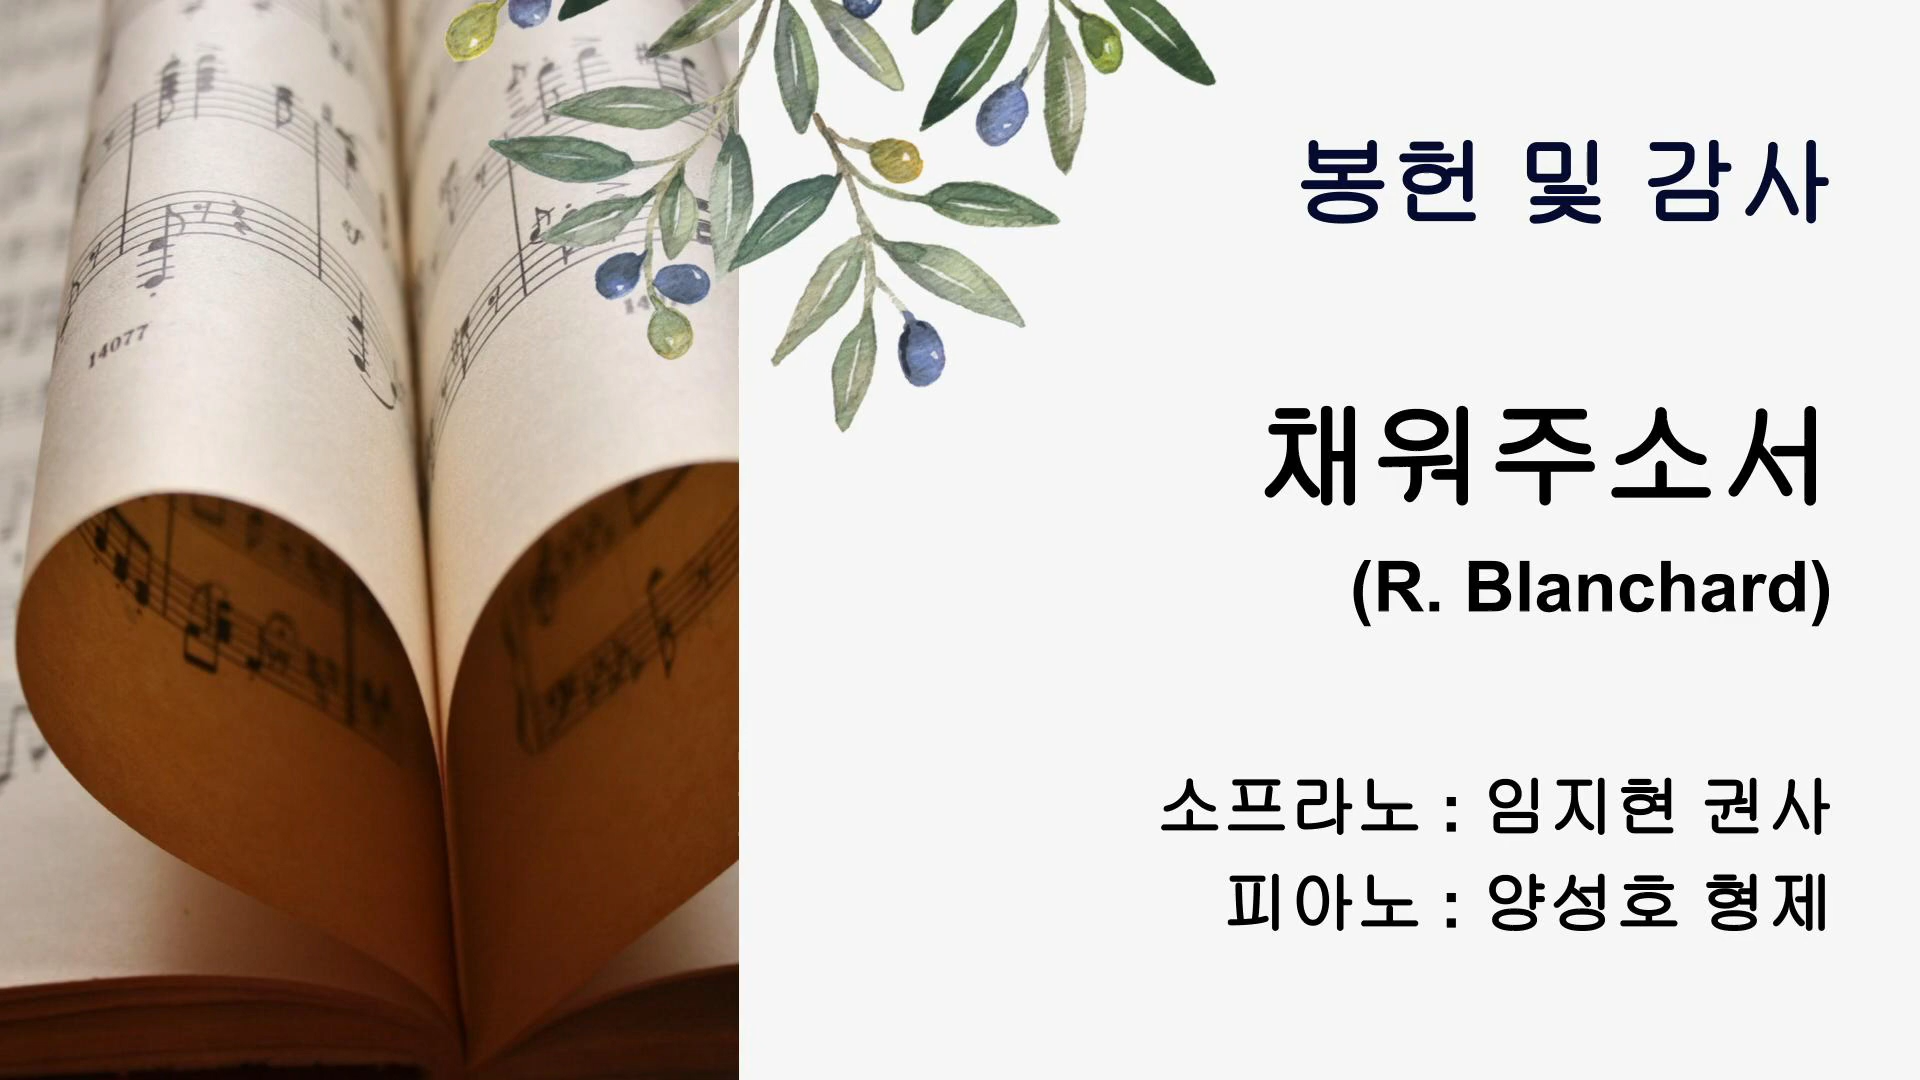 봉헌 및 감사
채워주소서
(R. Blanchard)
소프라노 : 임지현 권사
피아노 : 양성호 형제
14077